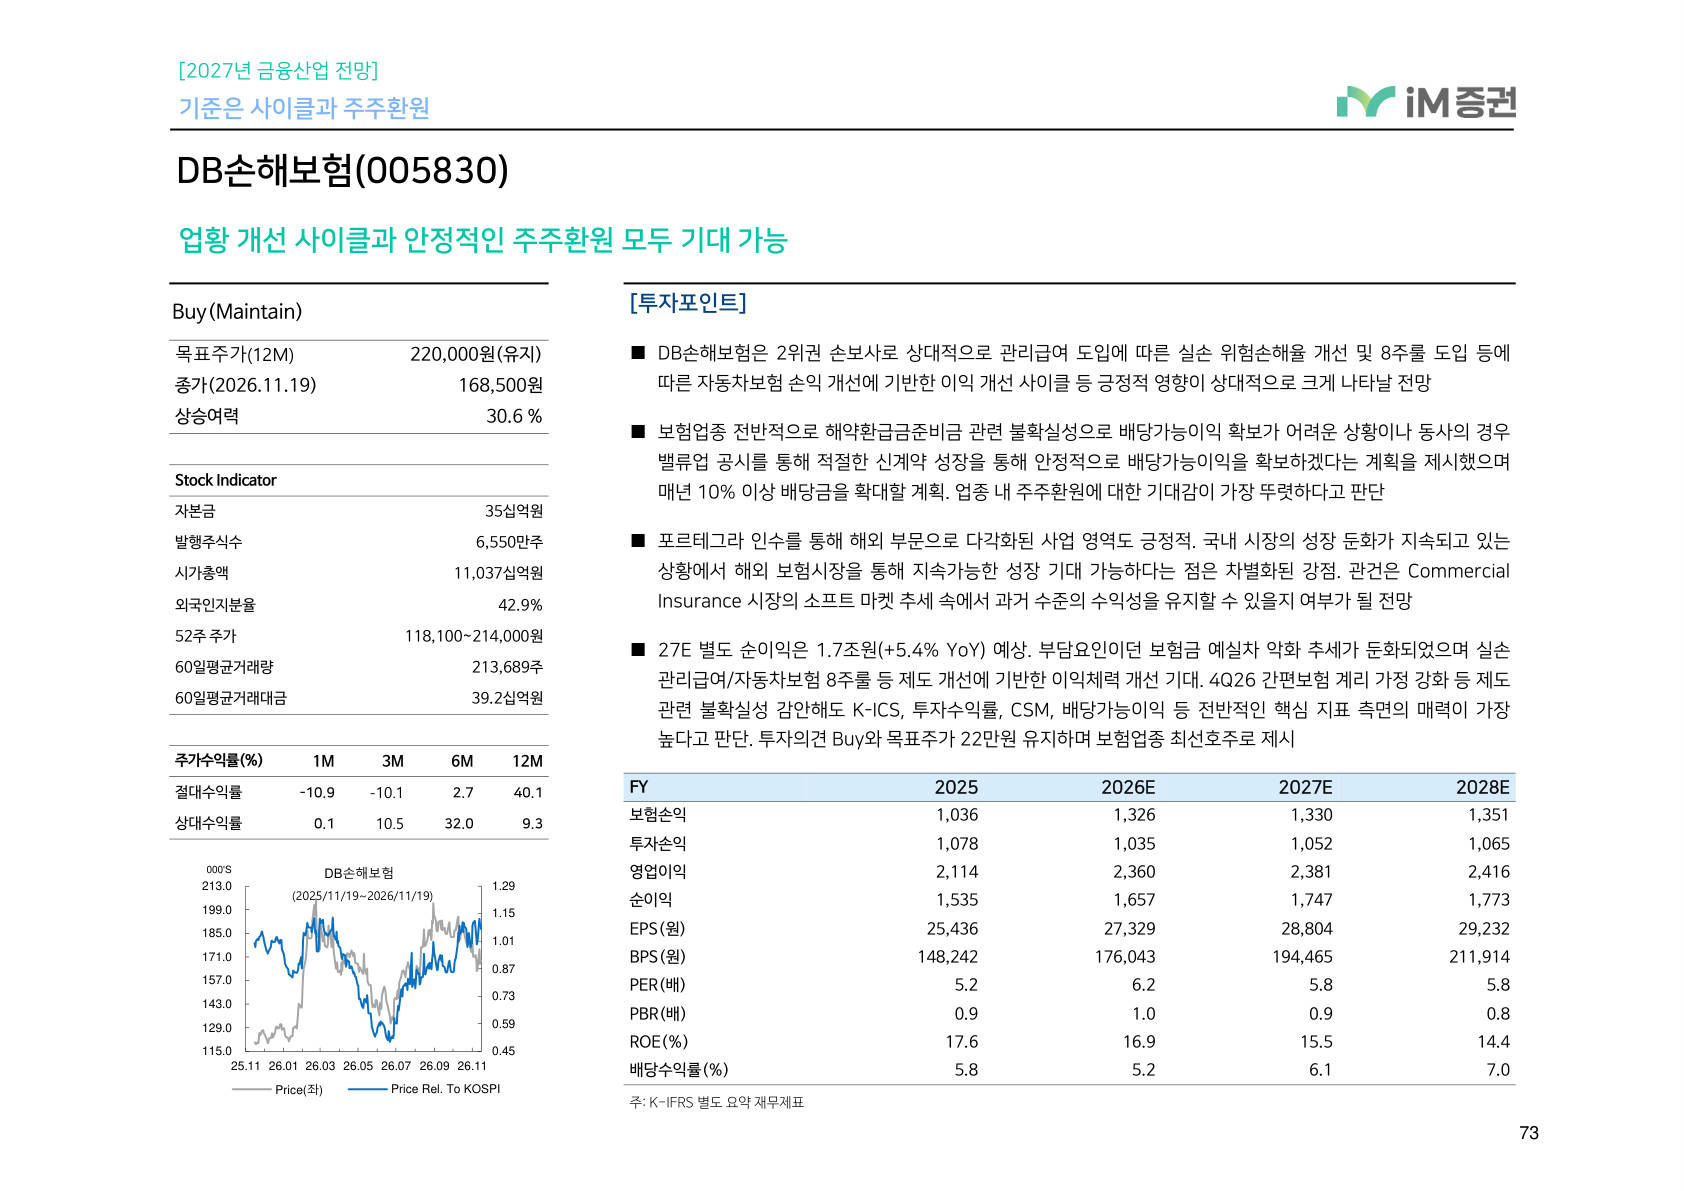 [2027년 금융산업 전망]
기준은 사이클과 주주환원
iM증권
DB손해보험(005830)
업황 개선 사이클과 안정적인 주주환원 모두 기대 가능
Buy(Maintain)
목표주가(12M) 220,000원(유지)
종가(2026.11.19) 168,500원
상승여력 30.6 %
Stock Indicator
자본금 35십억원
발행주식수 6,550만주
시가총액 11,037십억원
외국인지분율 42.9%
52주 주가 118,100~214,000원
60일평균거래량 213,689주
60일평균거래대금 39.2십억원
주가수익률(%) 1M 3M 6M 12M
절대수익률 -10.9 -10.1 2.7 40.1
상대수익률 0.1 10.5 32.0 9.3
000'S
DB손해보험
(2025/11/19~2026/11/19)
213.0 1.29
199.0 1.15
185.0 1.01
171.0 0.87
157.0 0.73
143.0 0.59
129.0 0.45
115.0
25.11 26.01 26.03 26.05 26.07 26.09 26.11
Price(좌) Price Rel. To KOSPI
[투자포인트]
■ DB손해보험은 2위권 손보사로 상대적으로 관리급여 도입에 따른 실손 위험손해율 개선 및 8주룰 도입 등에
따른 자동차보험 손익 개선에 기반한 이익 개선 사이클 등 긍정적 영향이 상대적으로 크게 나타날 전망
■ 보험업종 전반적으로 해약환급금준비금 관련 불확실성으로 배당가능이익 확보가 어려운 상황이나 동사의 경우
밸류업 공시를 통해 적절한 신계약 성장을 통해 안정적으로 배당가능이익을 확보하겠다는 계획을 제시했으며
매년 10% 이상 배당금을 확대할 계획. 업종 내 주주환원에 대한 기대감이 가장 뚜렷하다고 판단
■ 포르테그라 인수를 통해 해외 부문으로 다각화된 사업 영역도 긍정적. 국내 시장의 성장 둔화가 지속되고 있는
상황에서 해외 보험시장을 통해 지속가능한 성장 기대 가능하다는 점은 차별화된 강점. 관건은 Commercial
Insurance 시장의 소프트 마켓 추세 속에서 과거 수준의 수익성을 유지할 수 있을지 여부가 될 전망
■ 27E 별도 순이익은 1.7조원(+5.4% YoY) 예상. 부담요인이던 보험금 예실차 악화 추세가 둔화되었으며 실손
관리급여/자동차보험 8주룰 등 제도 개선에 기반한 이익체력 개선 기대. 4Q26 간편보험 계리 가정 강화 등 제도
관련 불확실성 감안해도 K-ICS, 투자수익률, CSM, 배당가능이익 등 전반적인 핵심 지표 측면의 매력이 가장
높다고 판단. 투자의견 Buy와 목표주가 22만원 유지하며 보험업종 최선호주로 제시
FY 2025 2026E 2027E 2028E
보험손익 1,036 1,326 1,330 1,351
투자손익 1,078 1,035 1,052 1,065
영업이익 2,114 2,360 2,381 2,416
순이익 1,535 1,657 1,747 1,773
EPS(원) 25,436 27,329 28,804 29,232
BPS(원) 148,242 176,043 194,465 211,914
PER(배) 5.2 6.2 5.8 5.8
PBR(배) 0.9 1.0 0.9 0.8
ROE(%) 17.6 16.9 15.5 14.4
배당수익률(%) 5.8 5.2 6.1 7.0
주: K-IFRS 별도 요약 재무제표
73